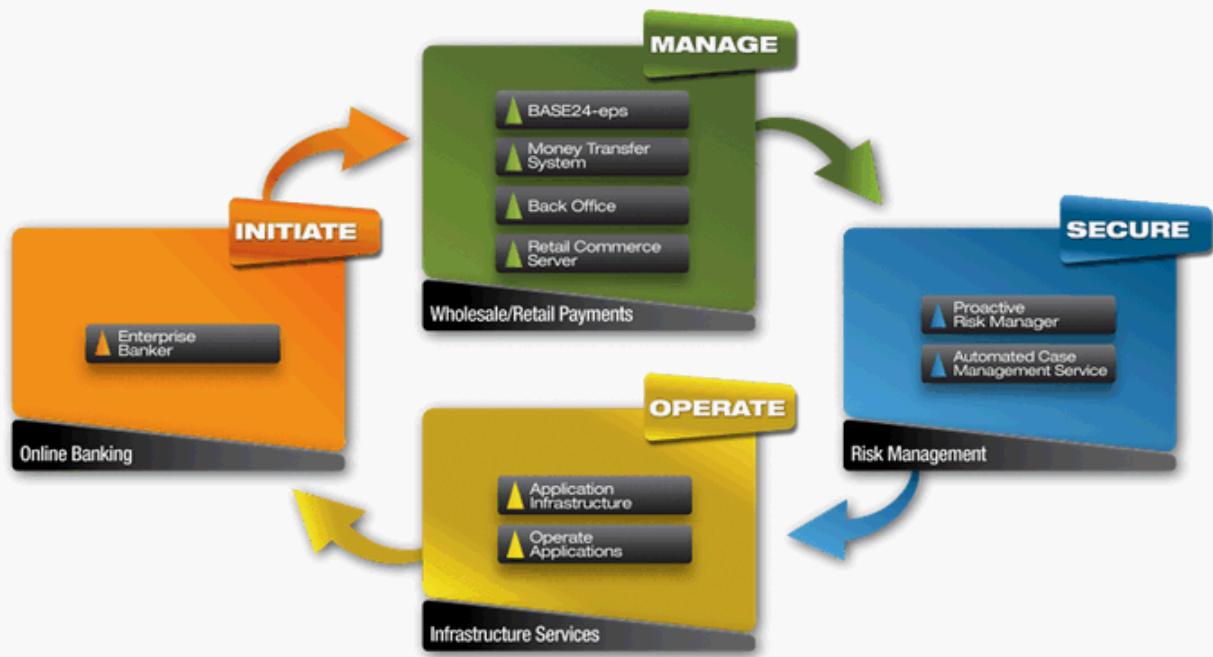 MANAGE
BASE24-eps
Money Transfer
System
Back Office
Retail Commerce
Server
Wholesale/Retail Payments
INITIATE
Enterprise
Banker
Online Banking
SECURE
Proactive
Risk Manager
Automated Case
Management Service
Risk Management
OPERATE
Application
Infrastructure
Operate
Applications
Infrastructure Services